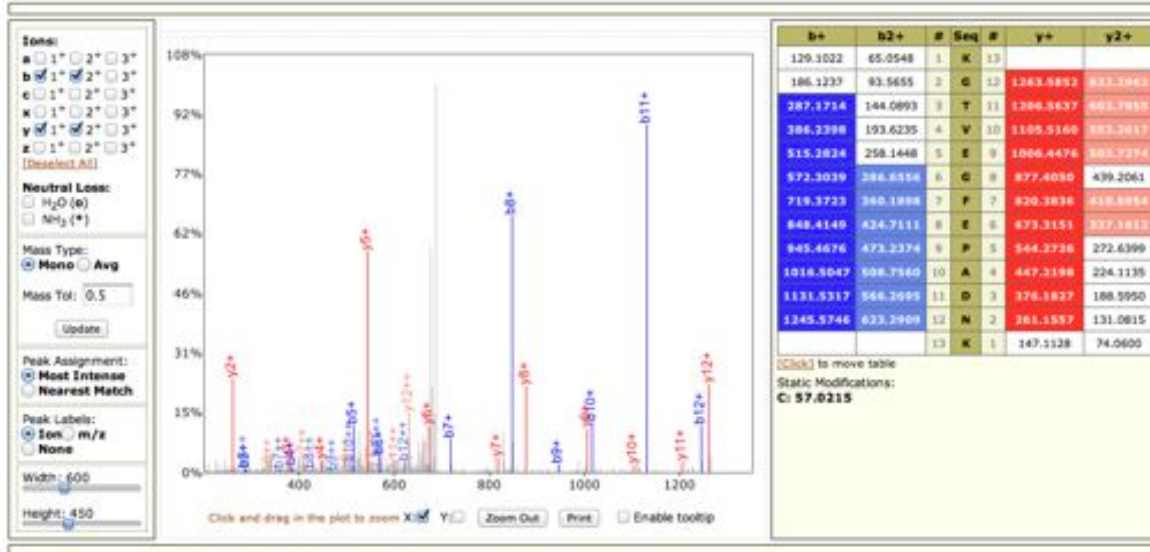 Ions:
a 1+ 2+ 3+
b 1+ 2+ 3+
c 1+ 2+ 3+
x 1+ 2+ 3+
y 1+ 2+ 3+
z 1+ 2+ 3+
[Deselect All]
Neutral Loss:
H2O (o)
NH3 (*)
Mass Type:
Mono Avg
Mass Tol: 0.5
Update
Peak Assignment:
Most Intense
Nearest Match
Peak Labels:
Ion m/z
None
Width: 600
Height: 450
108%
92%
77%
62%
46%
31%
15%
0%
400 600 800 1000 1200
y2+
b5+
y5+
b7+
y7+
b8+
y8+
b9+
b10+
y10+
b11+
y11+
b12+
y12+
y12++
b12++
Click and drag in the plot to zoom X: Y: Zoom Out Print Enable tooltip
b+ b2+ # Seq # y+ y2+
129.1022 65.0548 1 K 13
186.1237 93.5655 2 G 12 1263.5852
287.1714 144.0893 3 T 11 1206.5637
386.2398 193.6235 4 V 10 1105.5160
515.2824 258.1448 5 E 9 1006.4476
572.3039 286.6556 6 G 8 877.4050 439.2061
719.3723 360.1898 7 F 7 820.3836
848.4149 424.7111 8 E 6 673.3151
945.4676 473.2374 9 P 5 544.2726 272.6399
1016.5047 508.7560 10 A 4 447.2198 224.1135
1131.5317 566.2695 11 D 3 376.1827 188.5950
1245.5746 623.2909 12 N 2 261.1557 131.0815
13 K 1 147.1128 74.0600
[Click] to move table
Static Modifications:
C: 57.0215